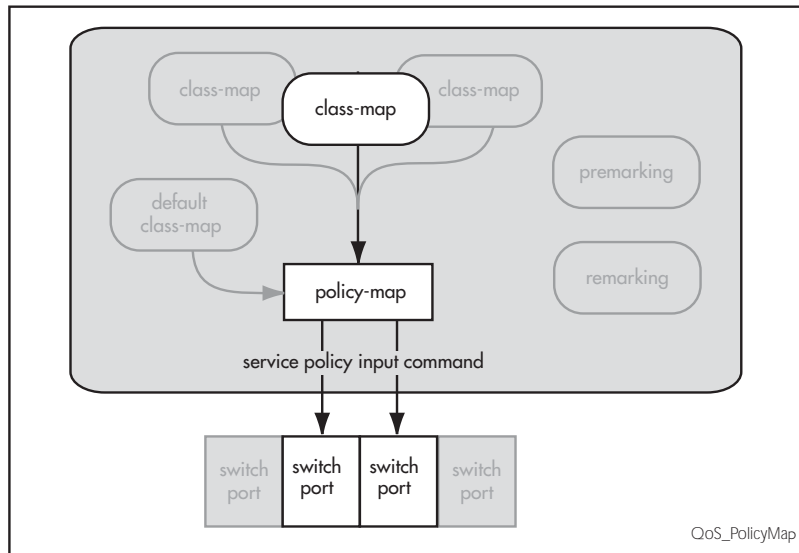 class-map
class-map
class-map
premarking
default
class-map
remarking
policy-map
service policy input command
switch
port
switch
port
switch
port
switch
port
QoS_PolicyMap